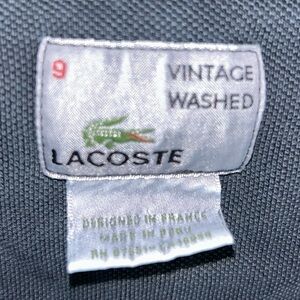 9
VINTAGE
WASHED
LACOSTE
DESIGNED IN FRANCE
MADE IN PERU